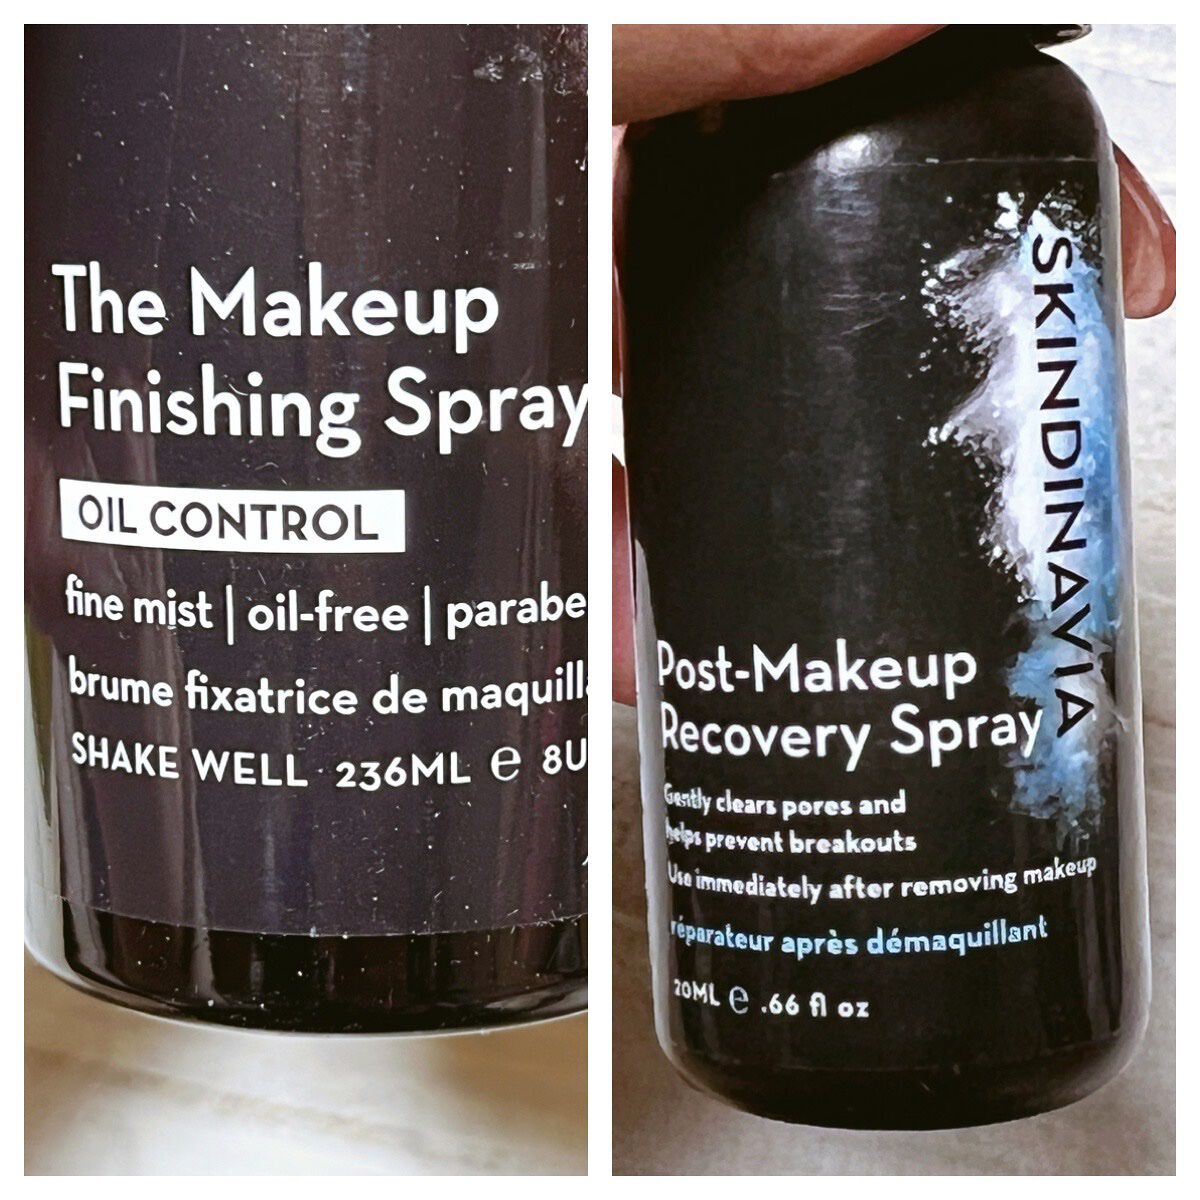 The Makeup
Finishing Spray
OIL CONTROL
fine mist | oil-free | parabe
brume fixatrice de maquill
SHAKE WELL · 236ML ℮ 8U
SKINDINAVIA
Post-Makeup
Recovery Spray
Gently clears pores and
helps prevent breakouts
Use immediately after removing makeup
réparateur après démaquillant
20ML ℮ .66 fl oz